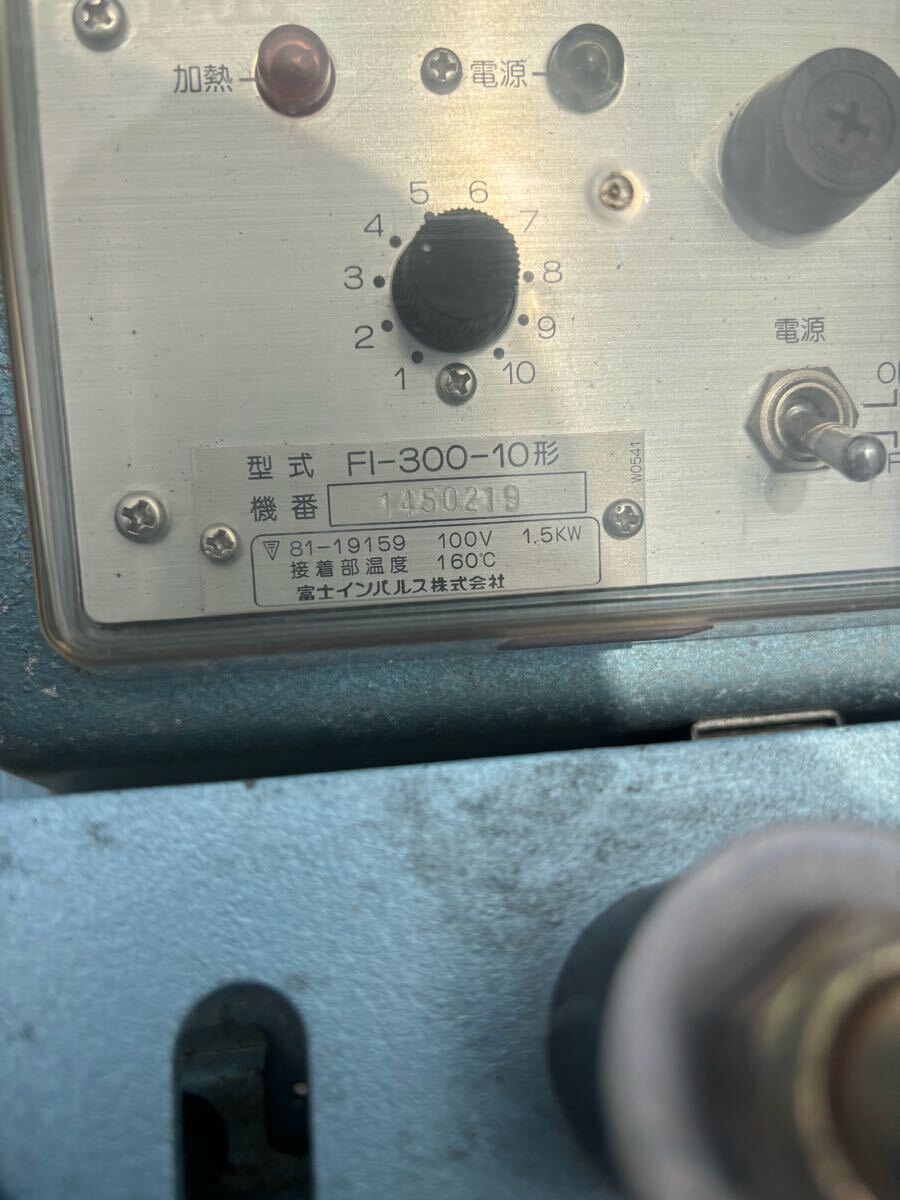 加熱
電源
5 6
4 7
3 8
2 9
1 10
電源
型式 FI-300-10形
機番 1450219
W0541
81-19159 100V 1.5KW
接着部温度 160℃
富士インパルス株式会社